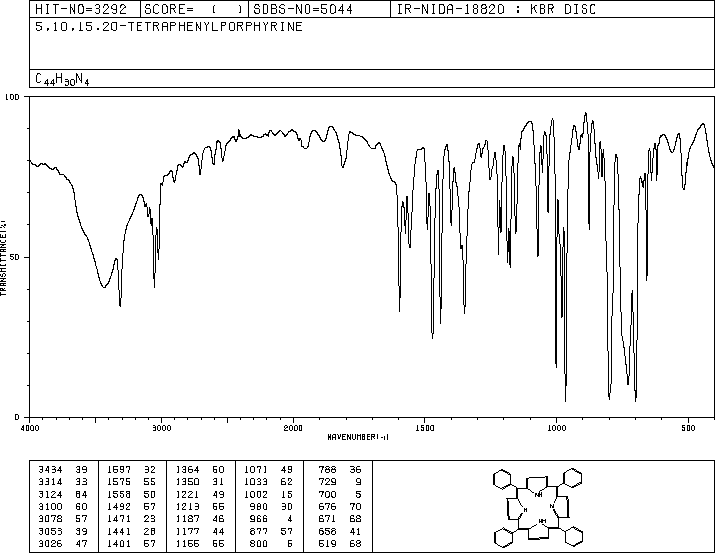 HIT-NO=3292 SCORE= ( ) SDBS-NO=5044 IR-NIDA-18820 : KBR DISC
5,10,15,20-TETRAPHENYLPORPHYRINE
C44H30N4
100
50
0
TRANSMITTANCE(%)
4000 3000 2000 1500 1000 500
WAVENUMBER(-1)
3434 39 1597 32 1364 50 1071 49 788 36
3314 33 1575 55 1350 31 1033 62 729 9
3124 64 1558 50 1221 49 1002 15 700 5
3100 60 1492 57 1213 55 980 30 676 70
3078 57 1471 23 1187 46 966 4 671 68
3053 39 1441 28 1177 44 877 57 658 41
3026 47 1401 57 1155 55 800 5 519 68
NH
N
N
HN